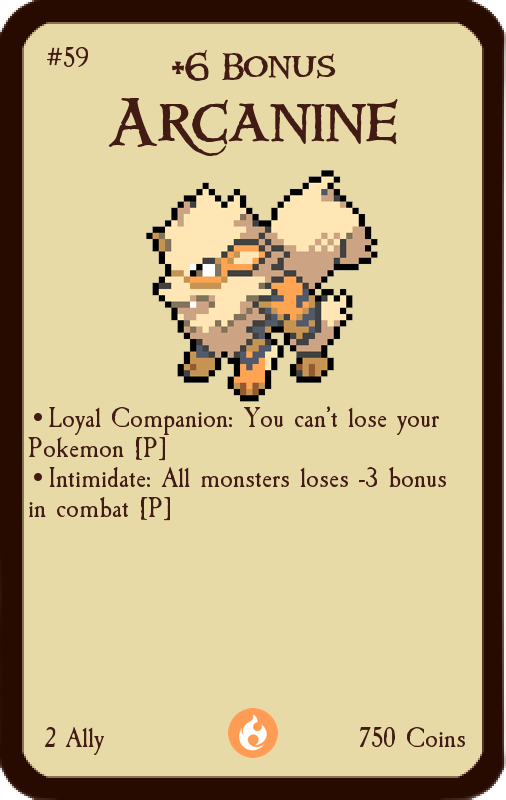 #59
+6 Bonus
Arcanine
•Loyal Companion: You can't lose your
Pokemon [P]
•Intimidate: All monsters loses -3 bonus
in combat [P]
2 Ally
750 Coins